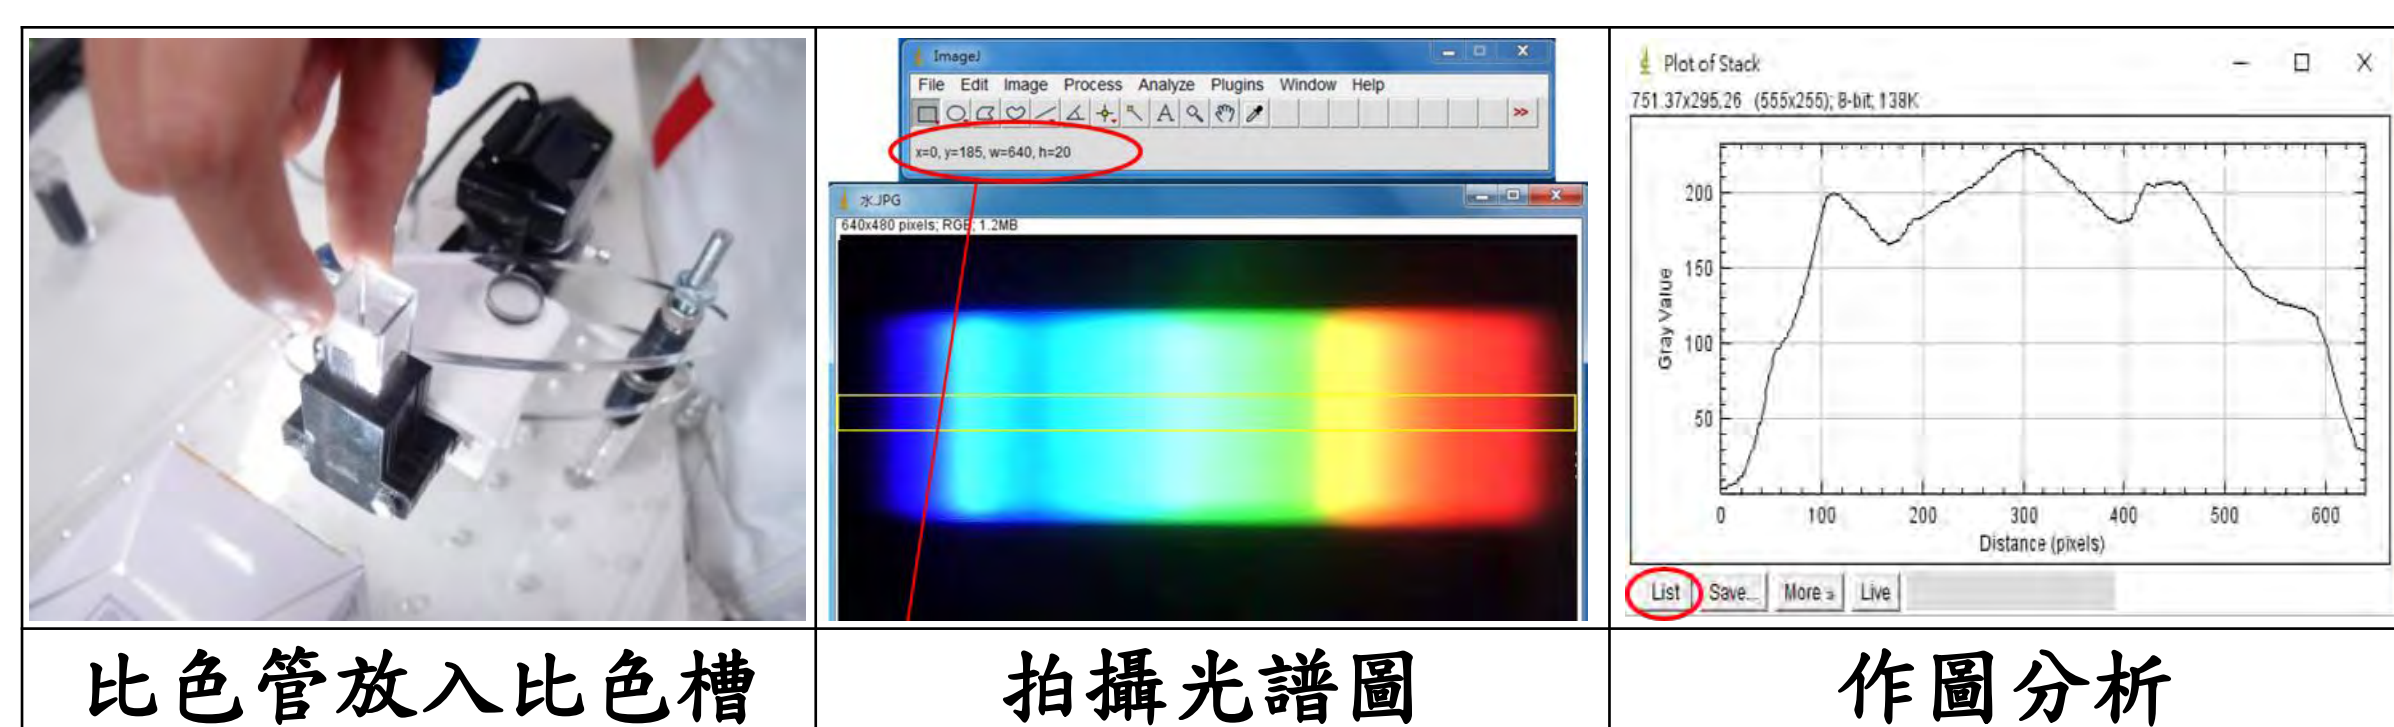 ImageJ
File Edit Image Process Analyze Plugins Window Help
A
>>
x=0, y=185, w=640, h=20
水.JPG
640x480 pixels; RGB; 1.2MB
Plot of Stack
751.37x295.26 (555x255); 8-bit; 138K
200
150
100
50
Gray Value
0 100 200 300 400 500 600
Distance (pixels)
List Save... More » Live
比色管放入比色槽
拍攝光譜圖
作圖分析